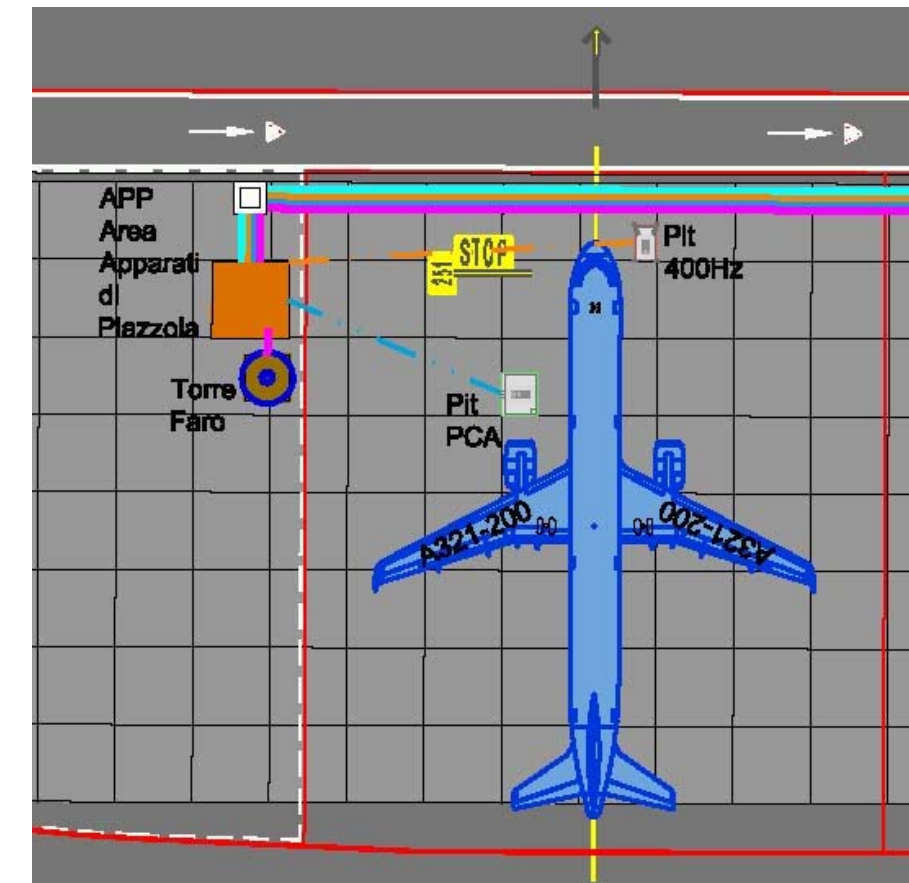 APP
Area
Apparati
di
Piazzola
STOP
251
Pit
400Hz
Torre
Faro
Pit
PCA
A321-200
A321-200